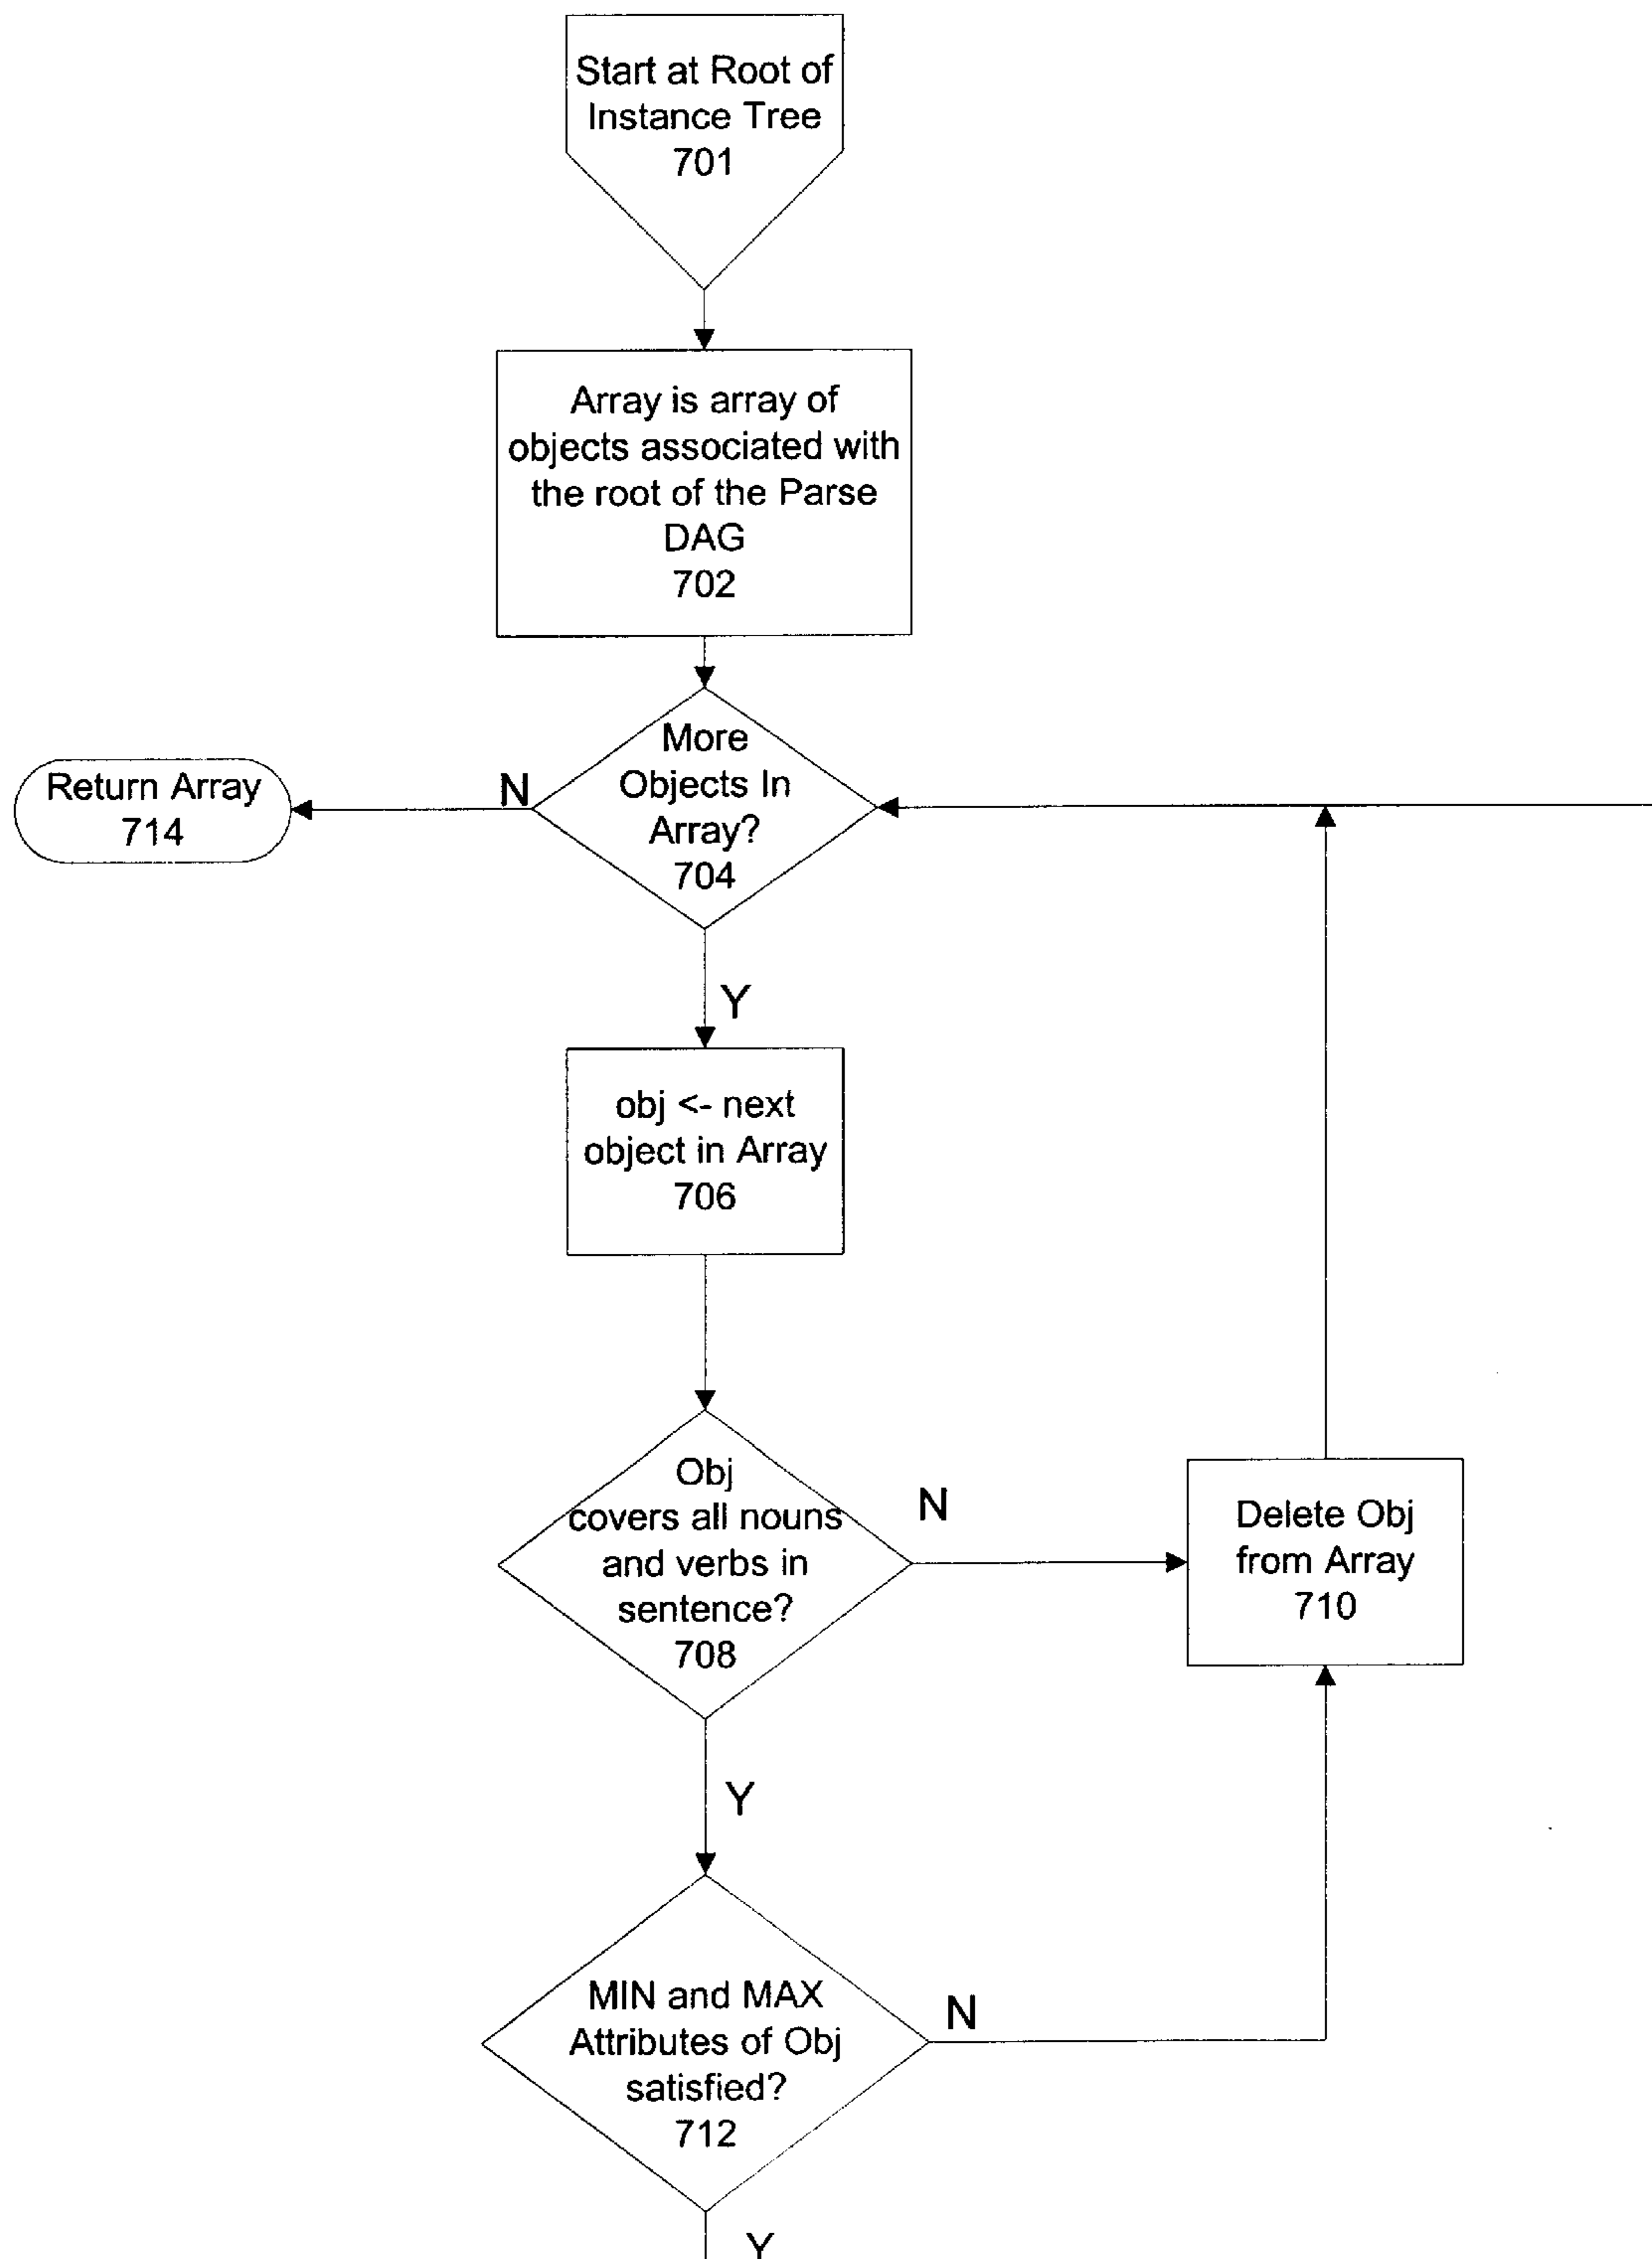 Start at Root of
Instance Tree
701
Array is array of
objects associated with
the root of the Parse
DAG
702
More
Objects In
Array?
704
N
Return Array
714
Y
obj <- next
object in Array
706
Obj
covers all nouns
and verbs in
sentence?
708
N
Delete Obj
from Array
710
Y
MIN and MAX
Attributes of Obj
satisfied?
712
N
Y